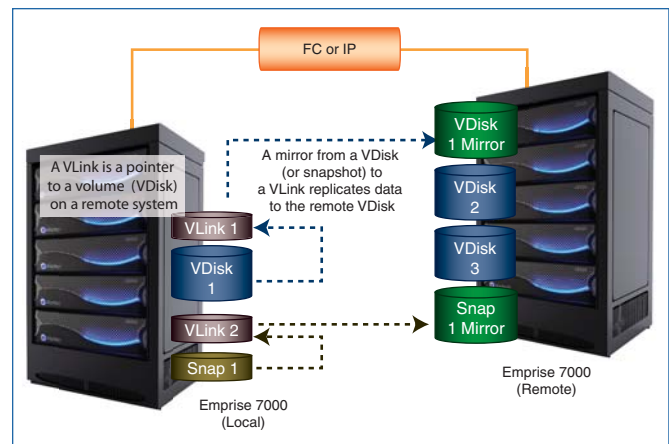 FC or IP
A VLink is a pointer
to a volume (VDisk)
on a remote system
A mirror from a VDisk
(or snapshot) to
a VLink replicates data
to the remote VDisk
VLink 1
VDisk
1
VLink 2
Snap 1
Emprise 7000
(Local)
VDisk
1 Mirror
VDisk
2
VDisk
3
Snap
1 Mirror
Emprise 7000
(Remote)